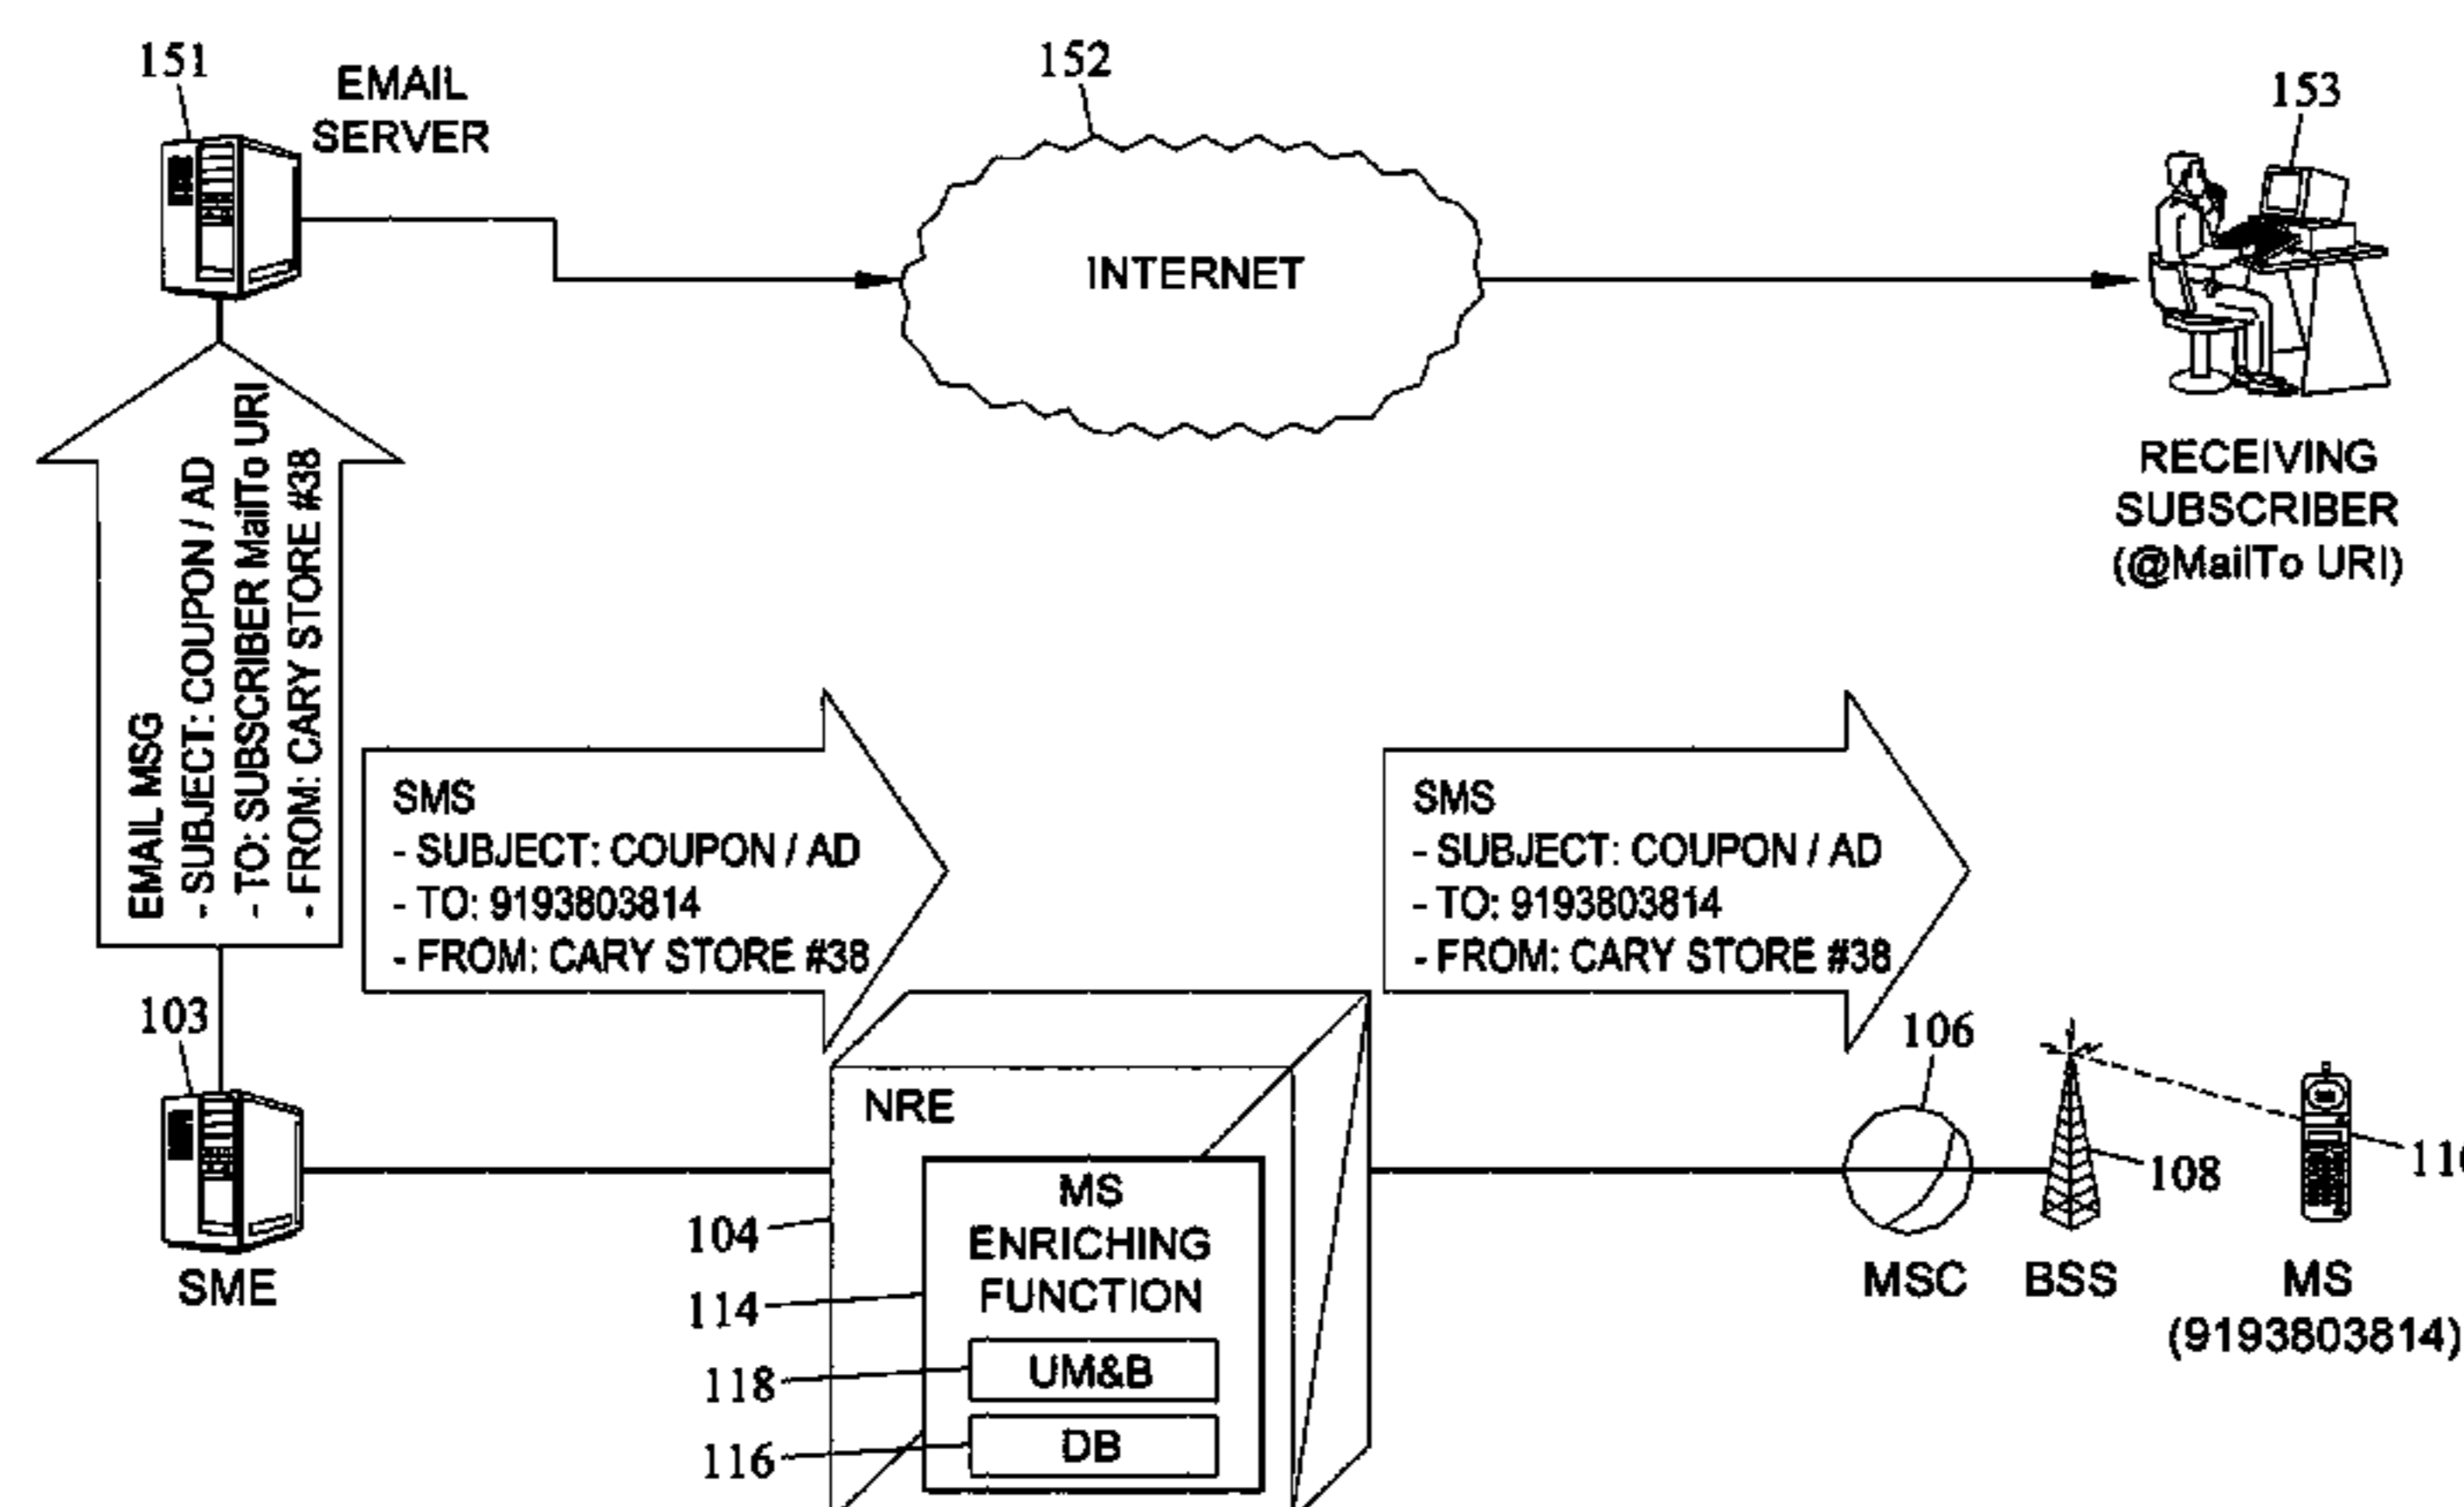 151
EMAIL
SERVER
152
INTERNET
153
RECEIVING
SUBSCRIBER
(@MailTo URI)
EMAIL MSG
- SUBJECT: COUPON / AD
- TO: SUBSCRIBER MailTo URI
- FROM: CARY STORE #38
SMS
- SUBJECT: COUPON / AD
- TO: 9193803814
- FROM: CARY STORE #38
SMS
- SUBJECT: COUPON / AD
- TO: 9193803814
- FROM: CARY STORE #38
103
SME
NRE
104
MS
ENRICHING
FUNCTION
114
118
UM&B
116
DB
106
MSC
108
BSS
MS
(9193803814)